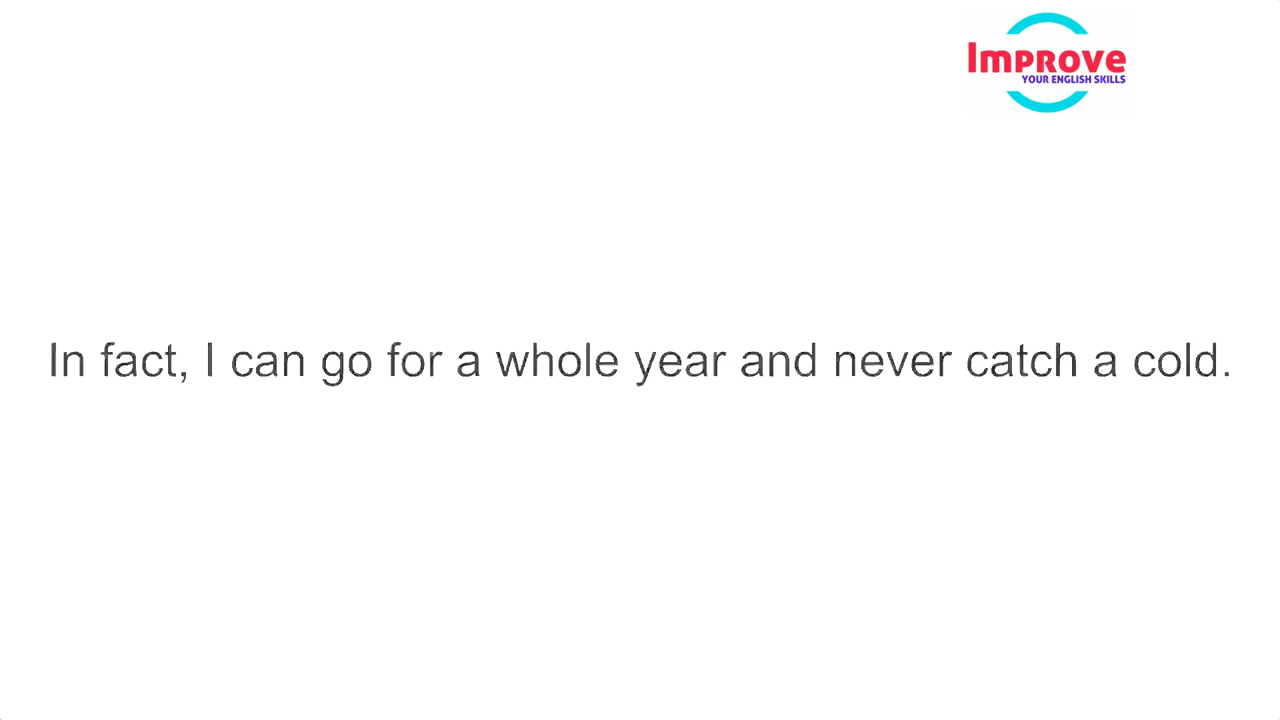 Improve
YOUR ENGLISH SKILLS
In fact, I can go for a whole year and never catch a cold.